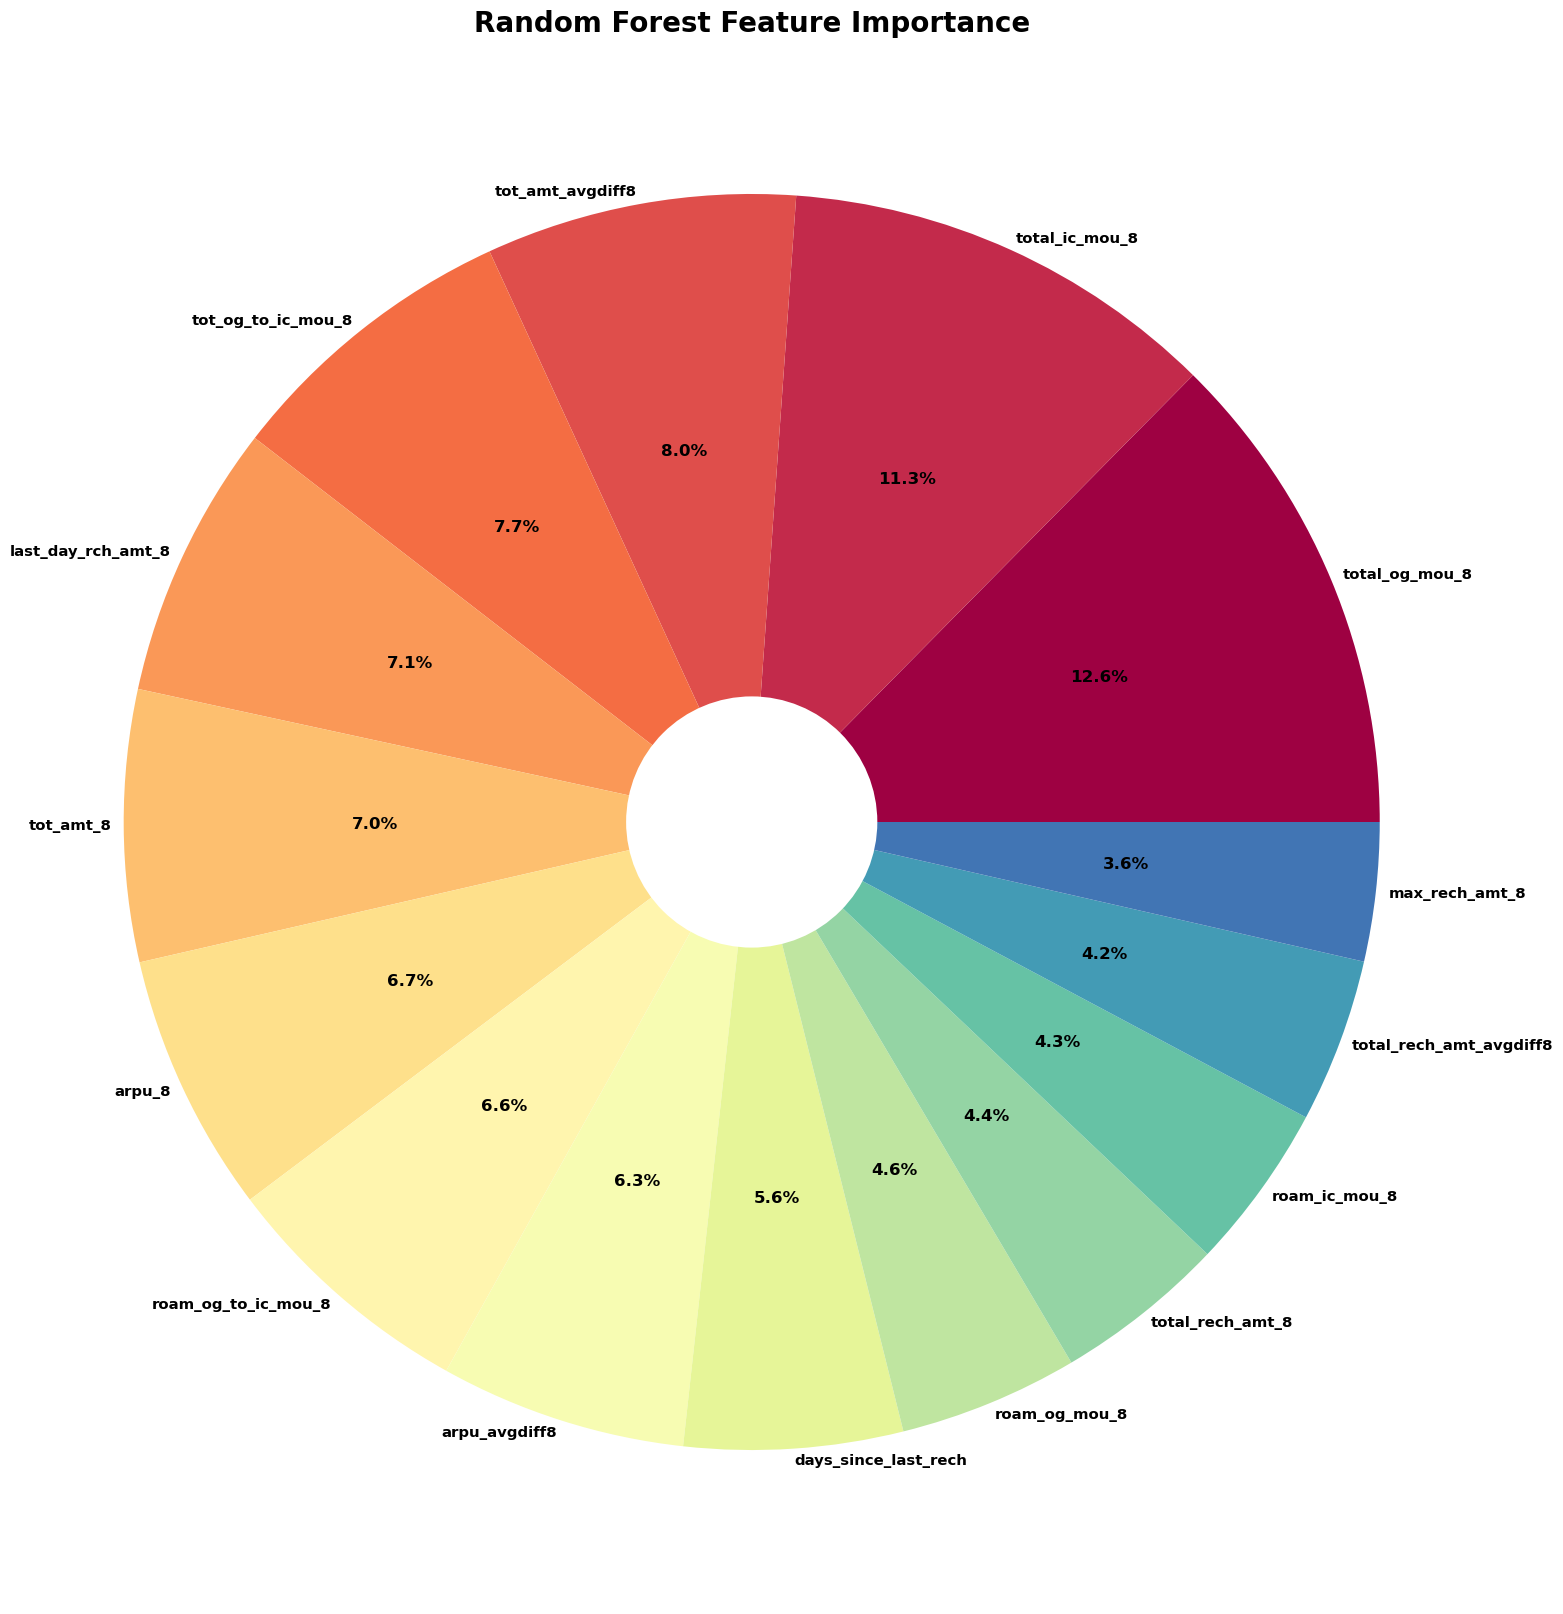 Random Forest Feature Importance
tot_amt_avgdiff8
total_ic_mou_8
tot_og_to_ic_mou_8
8.0%
11.3%
7.7%
last_day_rch_amt_8
total_og_mou_8
7.1%
12.6%
tot_amt_8
7.0%
3.6%
max_rech_amt_8
4.2%
6.7%
4.3%
total_rech_amt_avgdiff8
arpu_8
6.6%
4.4%
6.3%
4.6%
5.6%
roam_ic_mou_8
roam_og_to_ic_mou_8
total_rech_amt_8
roam_og_mou_8
arpu_avgdiff8
days_since_last_rech